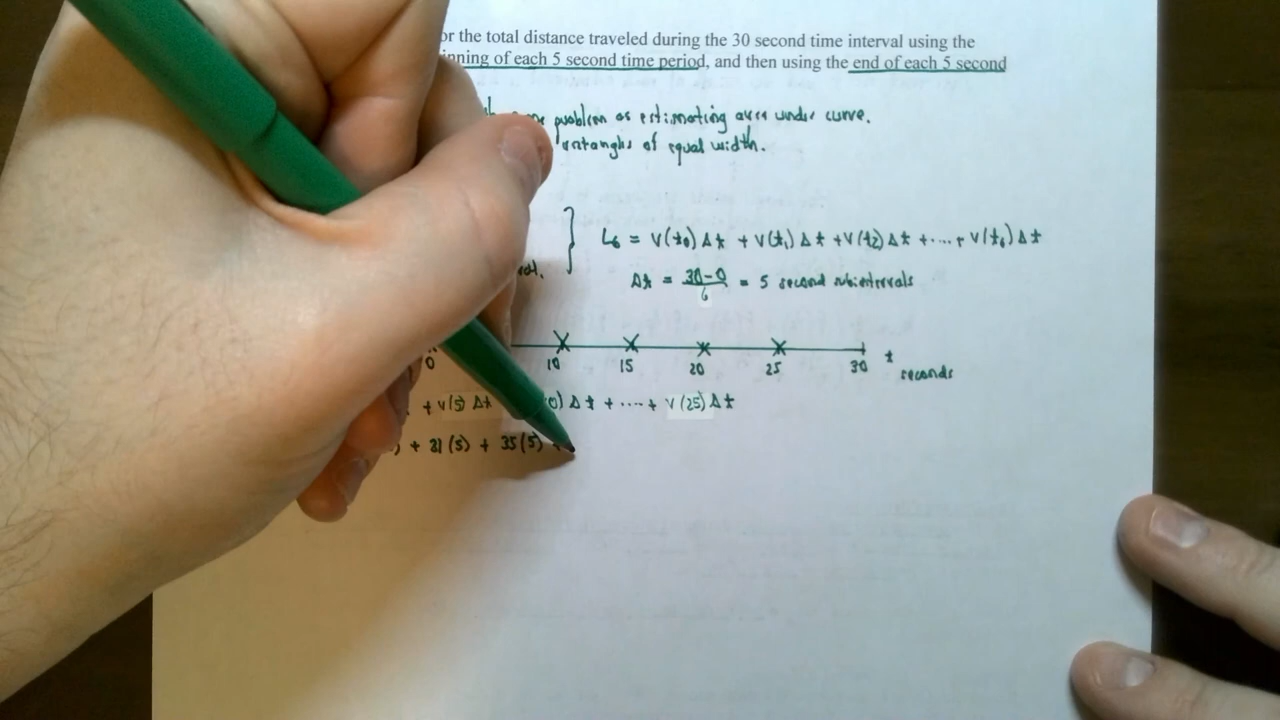 or the total distance traveled during the 30 second time interval using the
inning of each 5 second time period, and then using the end of each 5 second
problem as estimating area under curve.
of equal width.
L₆ = V(t₀) Δt + V(t₁) Δt + V(t₂) Δt + .... + V(t₆) Δt
Δt = 30-0/6 = 5 second subintervals
0 10 15 20 25 30 t seconds
+ V(5) Δt 0) Δt + .... + V(25) Δt
) + 31(5) + 35(5)